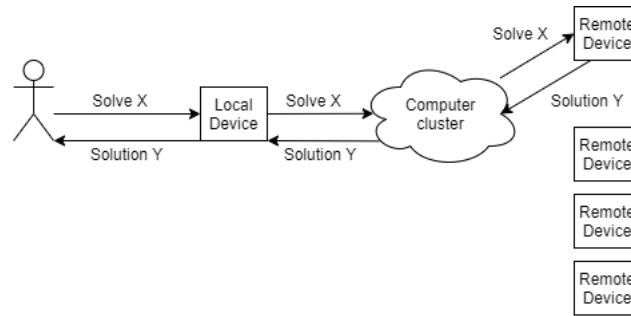 Solve X
Solution Y
Local
Device
Solve X
Solution Y
Computer
cluster
Solve X
Solution Y
Remote
Device
Remote
Device
Remote
Device
Remote
Device